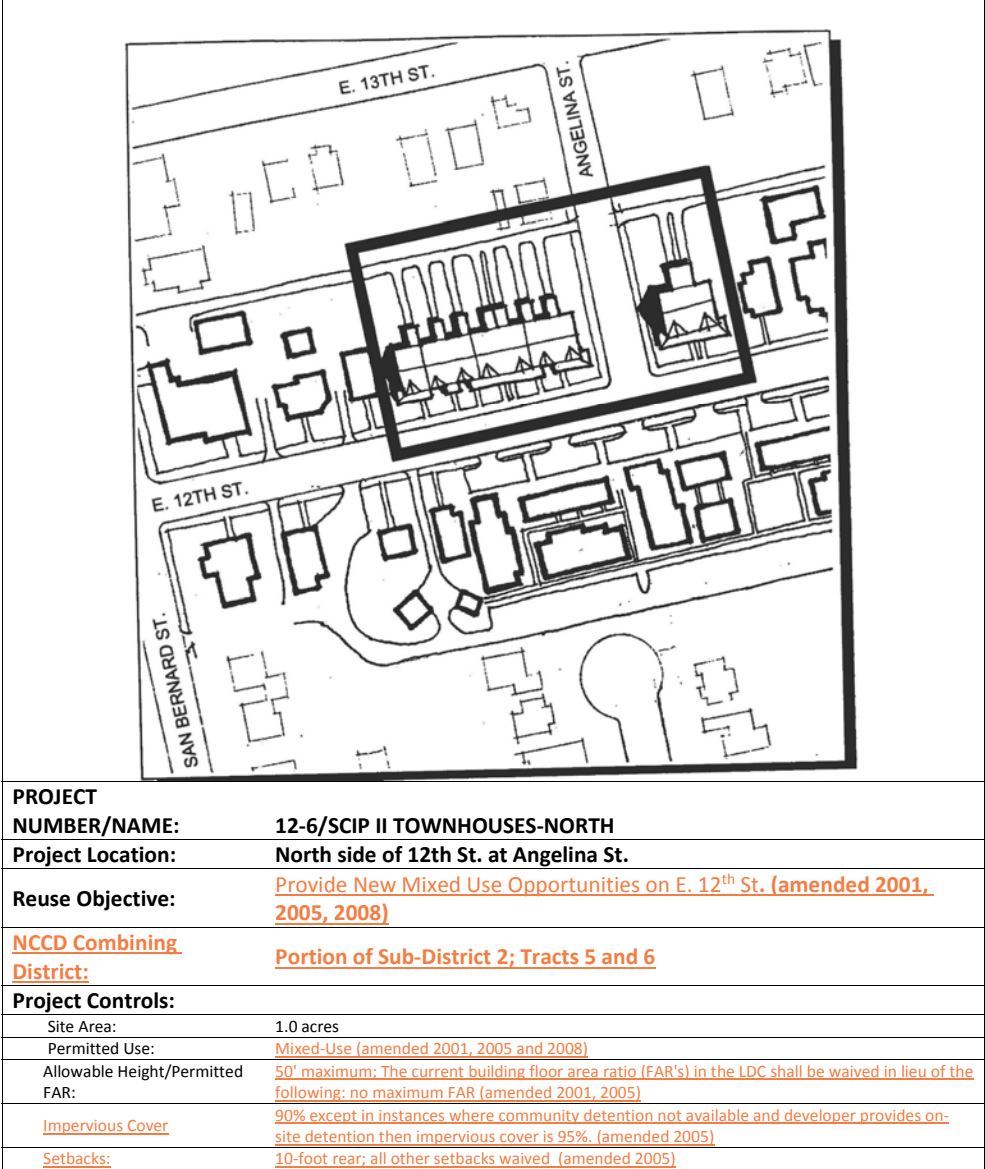 E. 13TH ST.
ANGELINA ST.
E. 12TH ST.
SAN BERNARD ST.
PROJECT
NUMBER/NAME: 12-6/SCIP II TOWNHOUSES-NORTH
Project Location: North side of 12th St. at Angelina St.
Reuse Objective: Provide New Mixed Use Opportunities on E. 12th St. (amended 2001,
2005, 2008)
NCCD Combining
District: Portion of Sub-District 2; Tracts 5 and 6
Project Controls:
Site Area: 1.0 acres
Permitted Use: Mixed-Use (amended 2001, 2005 and 2008)
Allowable Height/Permitted
FAR: 50' maximum; The current building floor area ratio (FAR's) in the LDC shall be waived in lieu of the
following: no maximum FAR (amended 2001, 2005)
Impervious Cover 90% except in instances where community detention not available and developer provides on-
site detention then impervious cover is 95%. (amended 2005)
Setbacks: 10-foot rear; all other setbacks waived (amended 2005)